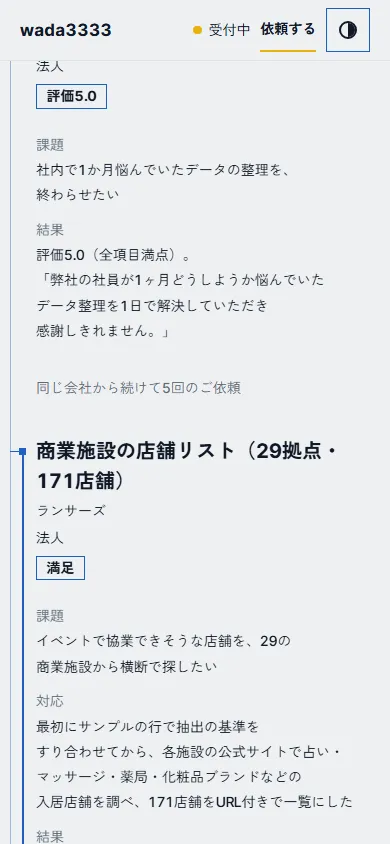 wada3333
受付中
依頼する
法人
評価5.0
課題
社内で1か月悩んでいたデータの整理を、
終わらせたい
結果
評価5.0（全項目満点）。
「弊社の社員が1ヶ月どうしようか悩んでいた
データ整理を1日で解決していただき
感謝しきれません。」
同じ会社から続けて5回のご依頼
商業施設の店舗リスト（29拠点・
171店舗）
ランサーズ
法人
満足
課題
イベントで協業できそうな店舗を、29の
商業施設から横断で探したい
対応
最初にサンプルの行で抽出の基準を
すり合わせてから、各施設の公式サイトで占い・
マッサージ・薬局・化粧品ブランドなどの
入居店舗を調べ、171店舗をURL付きで一覧にした
結果